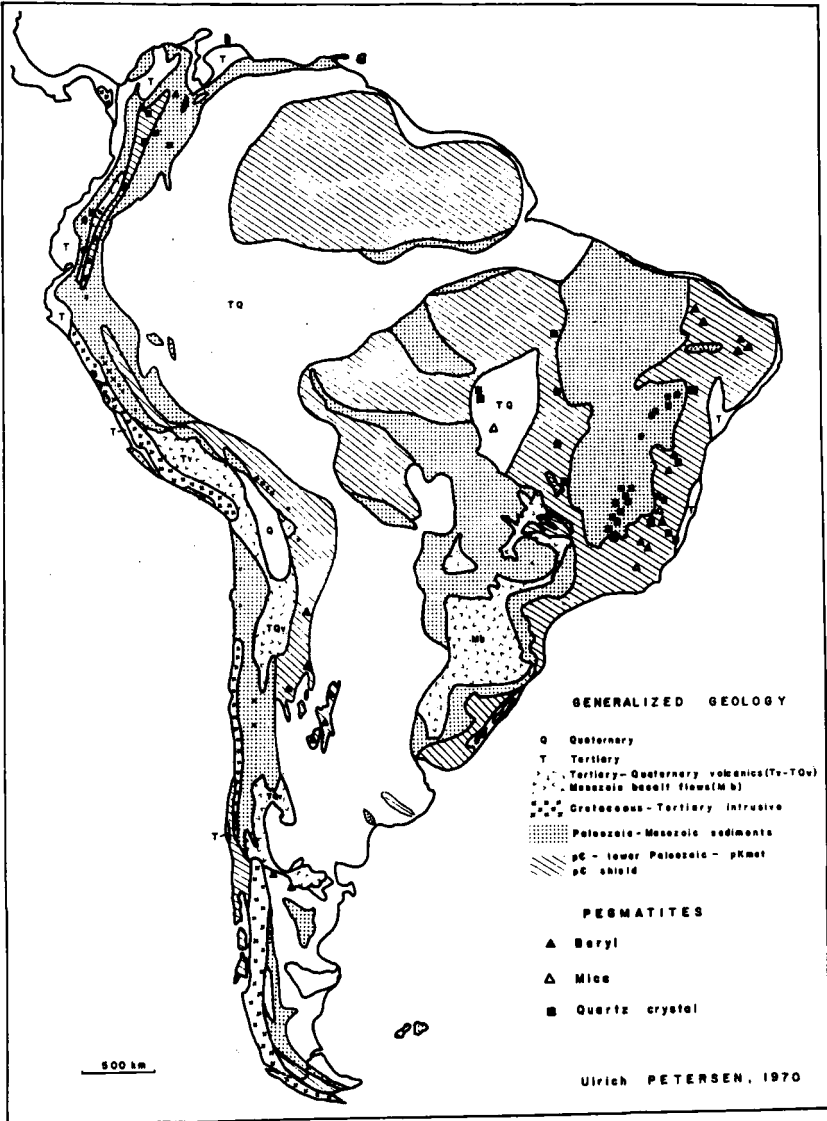 T
T
T
TQ
T
T
Tv
Q
TQv
TQ
T
T
Mb
TQv
T
GENERALIZED GEOLOGY
Q Quaternary
T Tertiary
Tertiary-Quaternary volcanics (Tv-TQv)
Mesozoic basalt flows (Mb)
Cretaceous-Tertiary intrusive
Paleozoic-Mesozoic sediments
pC - lower Paleozoic - pKmet
pC shield
PEGMATITES
Beryl
Mica
Quartz crystal
500 km
Ulrich PETERSEN, 1970